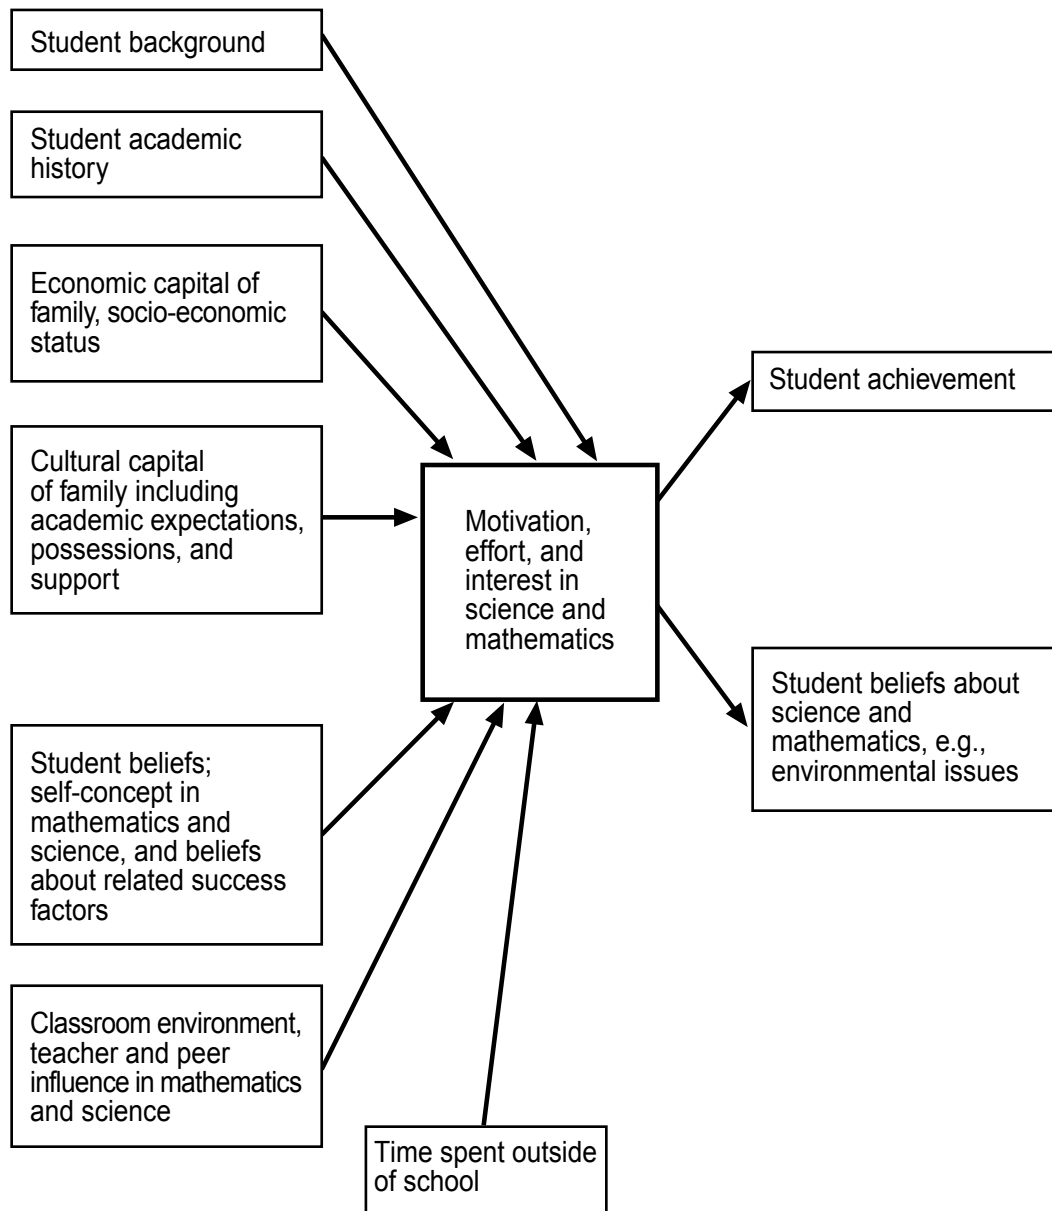 Student background
Student academic
history
Economic capital of
family, socio-economic
status
Cultural capital
of family including
academic expectations,
possessions, and
support
Student beliefs;
self-concept in
mathematics and
science, and beliefs
about related success
factors
Classroom environment,
teacher and peer
influence in mathematics
and science
Time spent outside
of school
Motivation,
effort, and
interest in
science and
mathematics
Student achievement
Student beliefs about
science and
mathematics, e.g.,
environmental issues